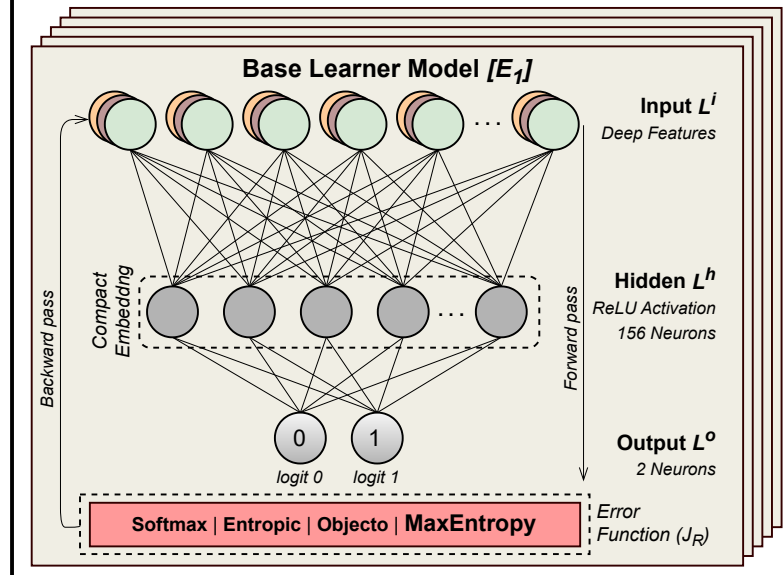 Base Learner Model [E1]
Input Lⁱ
Deep Features
...
Compact
Embeddng
Hidden Lʰ
ReLU Activation
156 Neurons
...
Backward pass
Forward pass
0 1
logit 0 logit 1
Output Lᵒ
2 Neurons
Softmax | Entropic | Objecto | MaxEntropy
Error
Function (JR)